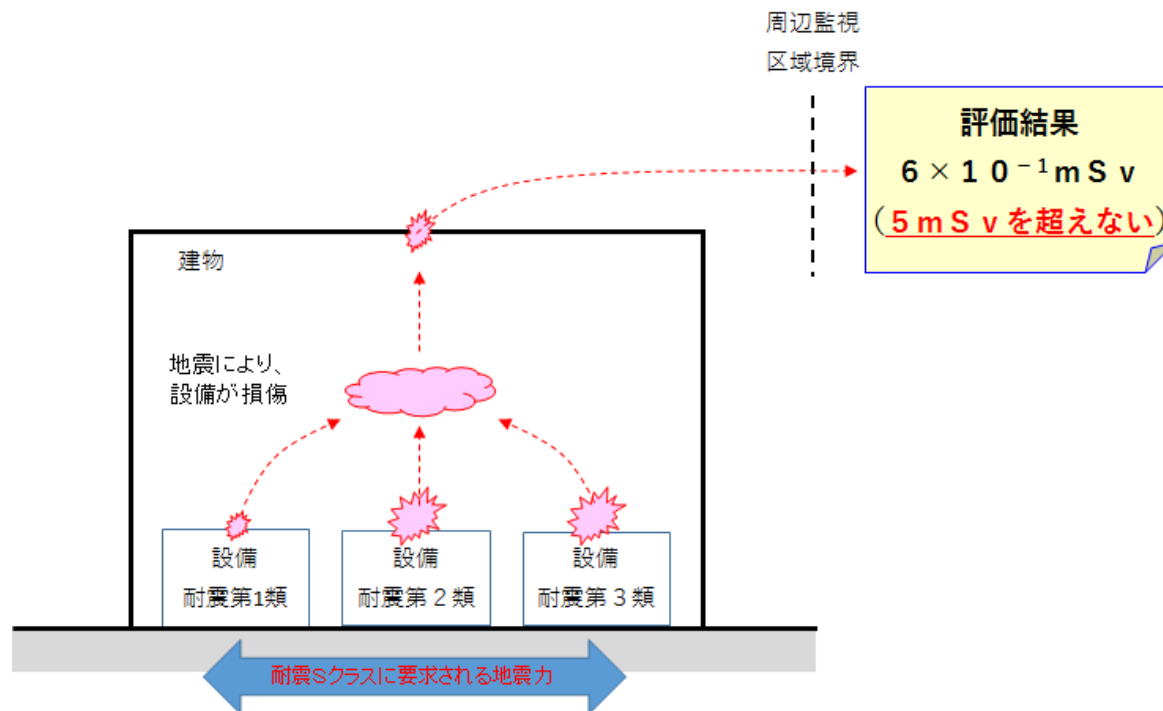 周辺監視
区域境界
評価結果
６×１０⁻¹ｍＳｖ
（５ｍＳｖを超えない）
建物
地震により、
設備が損傷
設備
耐震第1類
設備
耐震第２類
設備
耐震第３類
耐震Sクラスに要求される地震力